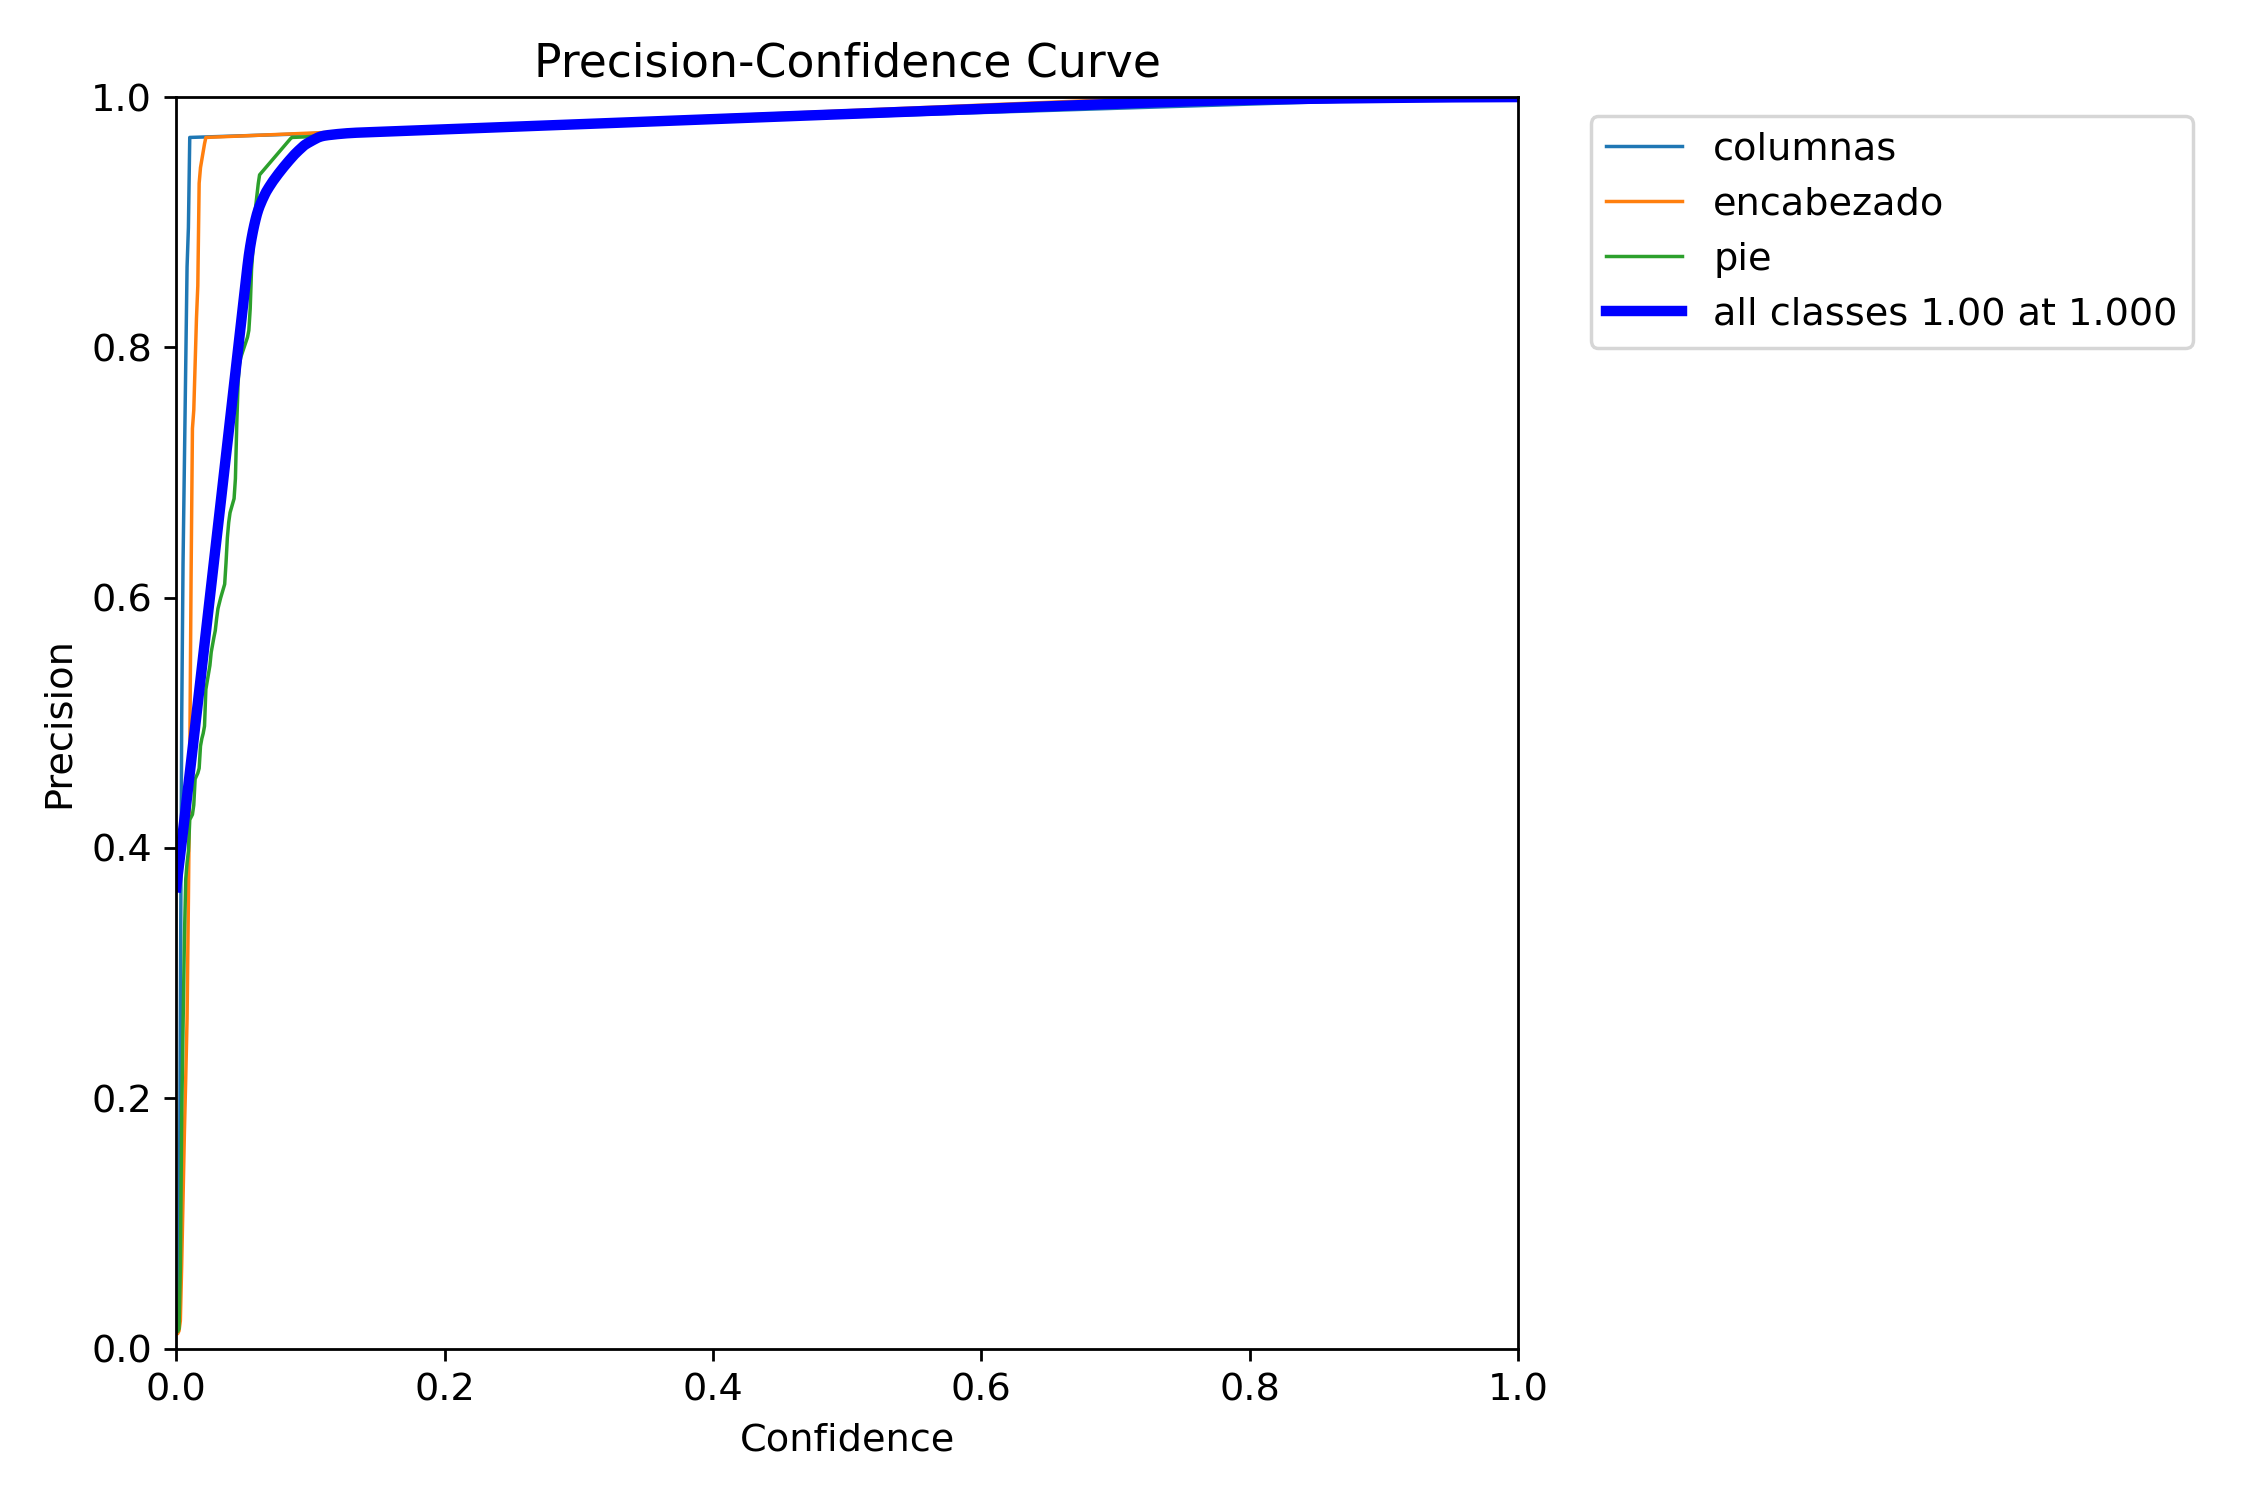 Precision-Confidence Curve
1.0
0.8
0.6
0.4
0.2
0.0
Precision
0.0 0.2 0.4 0.6 0.8 1.0
Confidence
columnas
encabezado
pie
all classes 1.00 at 1.000